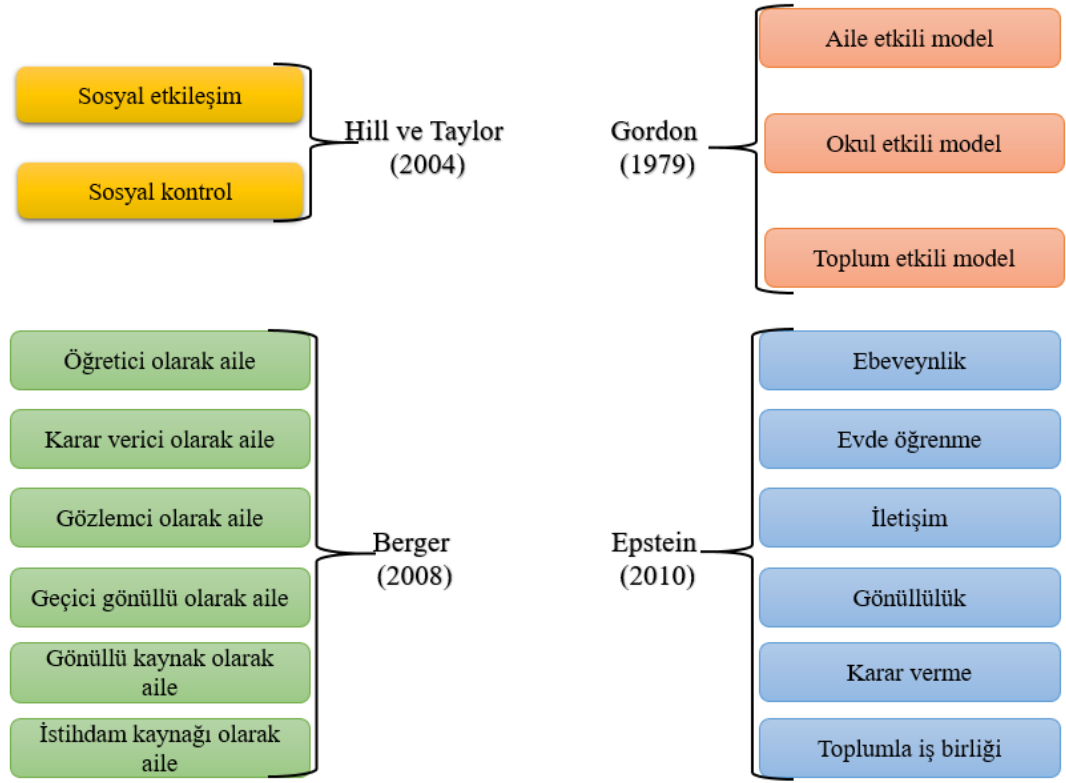 Sosyal etkileşim
Sosyal kontrol
Hill ve Taylor
(2004)
Gordon
(1979)
Aile etkili model
Okul etkili model
Toplum etkili model
Öğretici olarak aile
Karar verici olarak aile
Gözlemci olarak aile
Geçici gönüllü olarak aile
Gönüllü kaynak olarak
aile
İstihdam kaynağı olarak
aile
Berger
(2008)
Epstein
(2010)
Ebeveynlik
Evde öğrenme
İletişim
Gönüllülük
Karar verme
Toplumla iş birliği